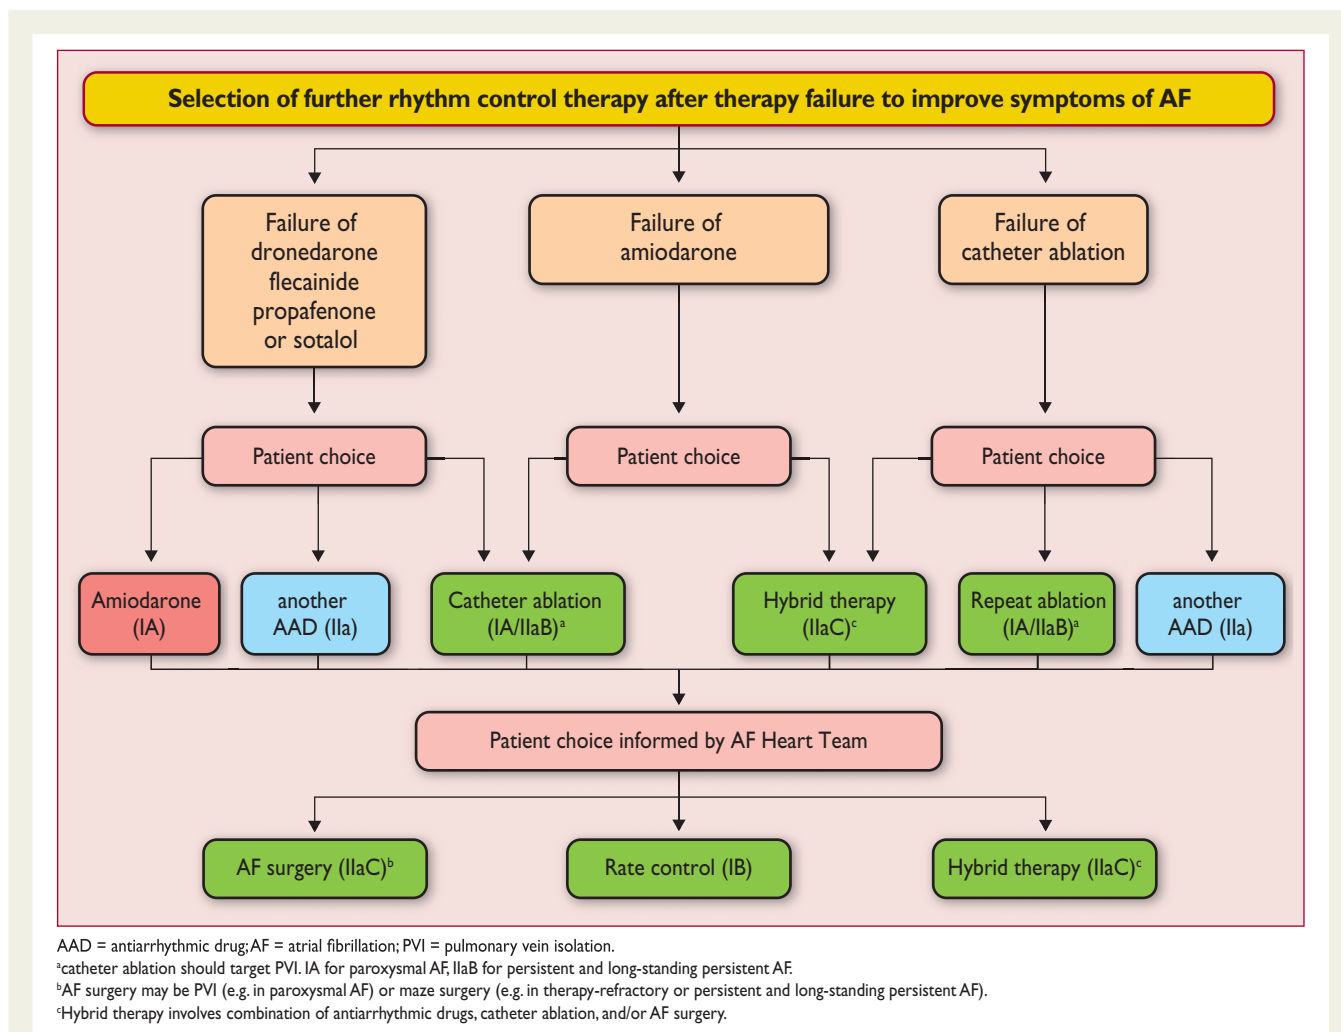 Selection of further rhythm control therapy after therapy failure to improve symptoms of AF
Failure of
dronedarone
flecainide
propafenone
or sotalol
Failure of
amiodarone
Failure of
catheter ablation
Patient choice
Patient choice
Patient choice
Amiodarone
(IA)
another
AAD (IIa)
Catheter ablation
(IA/IIaB)ᵃ
Hybrid therapy
(IIaC)ᶜ
Repeat ablation
(IA/IIaB)ᵃ
another
AAD (IIa)
Patient choice informed by AF Heart Team
AF surgery (IIaC)ᵇ
Rate control (IB)
Hybrid therapy (IIaC)ᶜ
AAD = antiarrhythmic drug; AF = atrial fibrillation; PVI = pulmonary vein isolation.
ᵃcatheter ablation should target PVI. IA for paroxysmal AF, IIaB for persistent and long-standing persistent AF.
ᵇAF surgery may be PVI (e.g. in paroxysmal AF) or maze surgery (e.g. in therapy-refractory or persistent and long-standing persistent AF).
ᶜHybrid therapy involves combination of antiarrhythmic drugs, catheter ablation, and/or AF surgery.